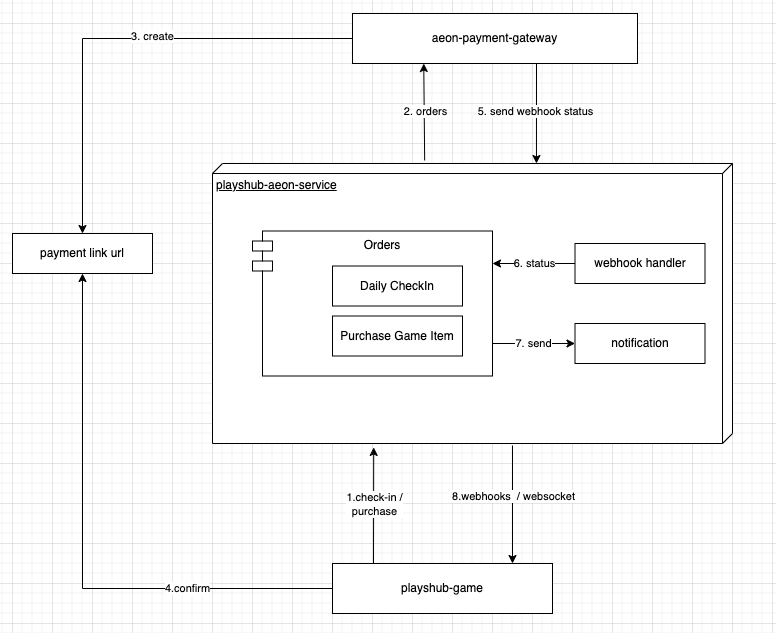 aeon-payment-gateway
3. create
2. orders
5. send webhook status
playshub-aeon-service
payment link url
Orders
Daily CheckIn
Purchase Game Item
6. status
webhook handler
7. send
notification
1.check-in /
purchase
8.webhooks / websocket
4.confirm
playshub-game